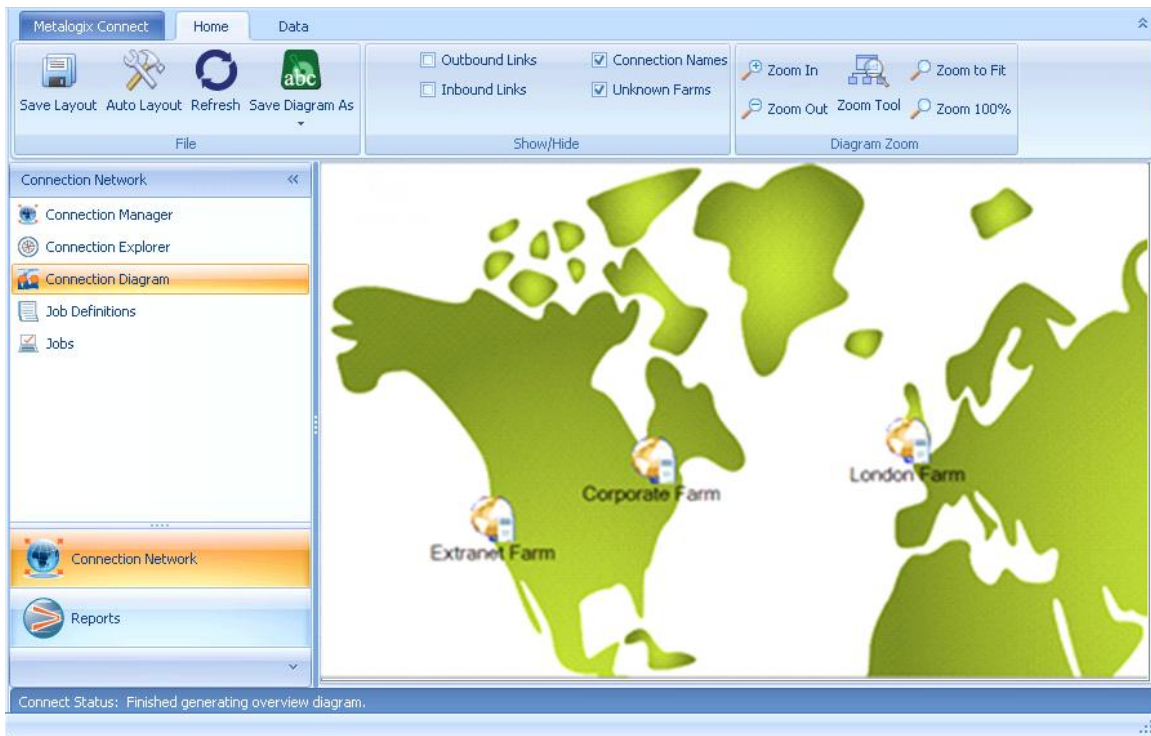 Metalogix Connect Home Data
Save Layout Auto Layout Refresh abc Save Diagram As
File
Outbound Links Connection Names
Inbound Links Unknown Farms
Show/Hide
Zoom In Zoom Tool Zoom to Fit
Zoom Out Zoom 100%
Diagram Zoom
Connection Network
Connection Manager
Connection Explorer
Connection Diagram
Job Definitions
Jobs
Connection Network
Reports
London Farm
Corporate Farm
Extranet Farm
Connect Status: Finished generating overview diagram.